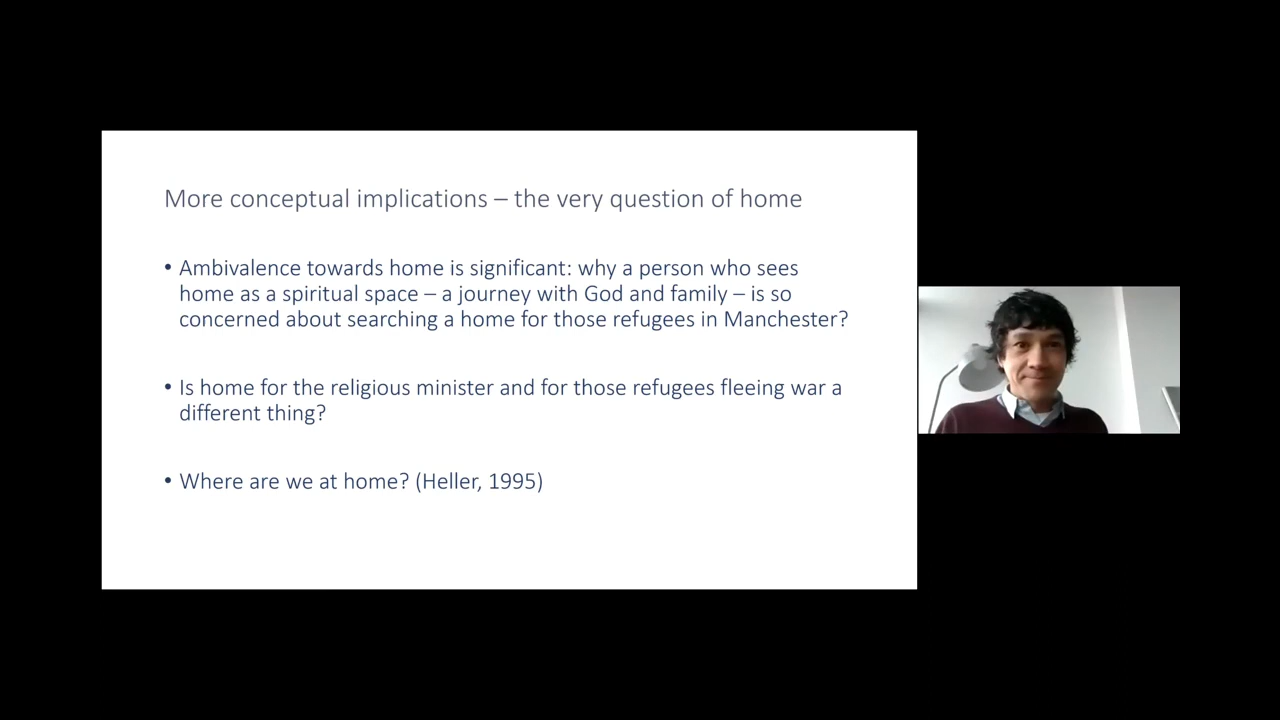 More conceptual implications – the very question of home
• Ambivalence towards home is significant: why a person who sees
home as a spiritual space – a journey with God and family – is so
concerned about searching a home for those refugees in Manchester?
• Is home for the religious minister and for those refugees fleeing war a
different thing?
• Where are we at home? (Heller, 1995)